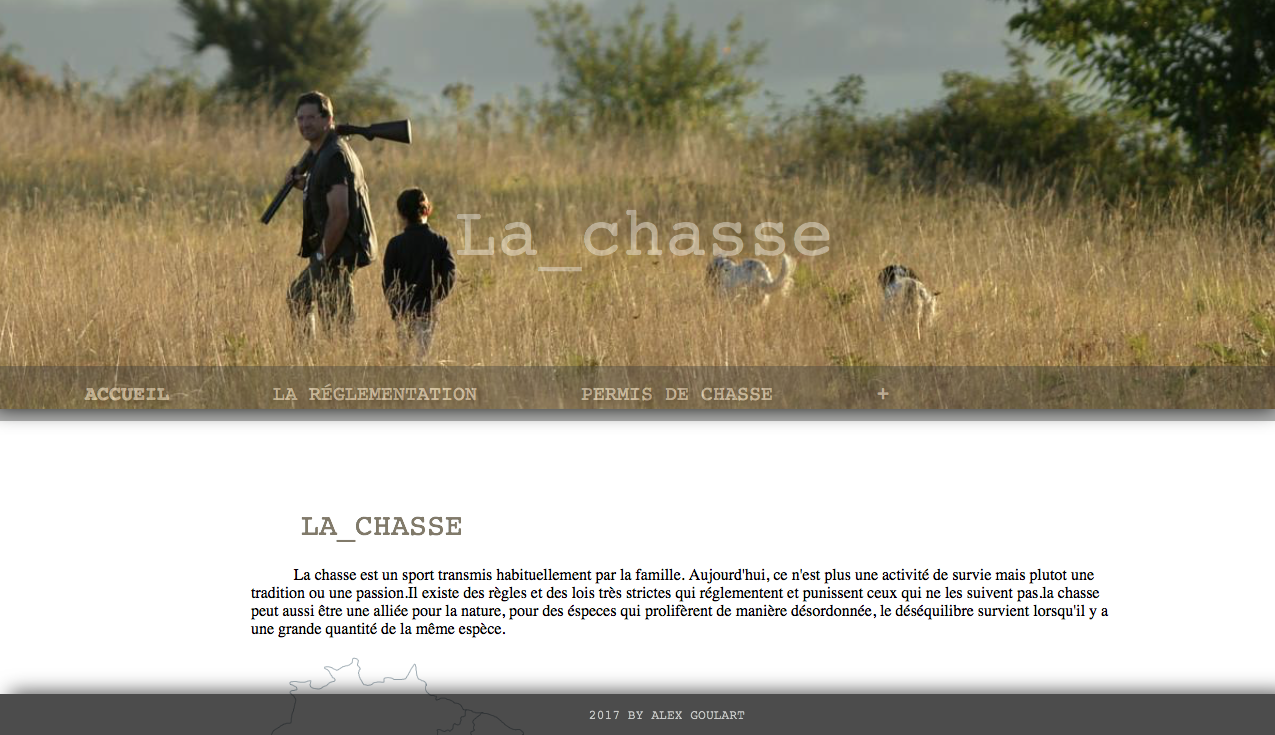 La_chasse
ACCUEIL LA RÉGLEMENTATION PERMIS DE CHASSE +
LA_CHASSE
La chasse est un sport transmis habituellement par la famille. Aujourd'hui, ce n'est plus une activité de survie mais plutot une
tradition ou une passion.Il existe des règles et des lois très strictes qui réglementent et punissent ceux qui ne les suivent pas.la chasse
peut aussi être une alliée pour la nature, pour des éspeces qui prolifèrent de manière désordonnée, le déséquilibre survient lorsqu'il y a
une grande quantité de la même espèce.
2017 BY ALEX GOULART